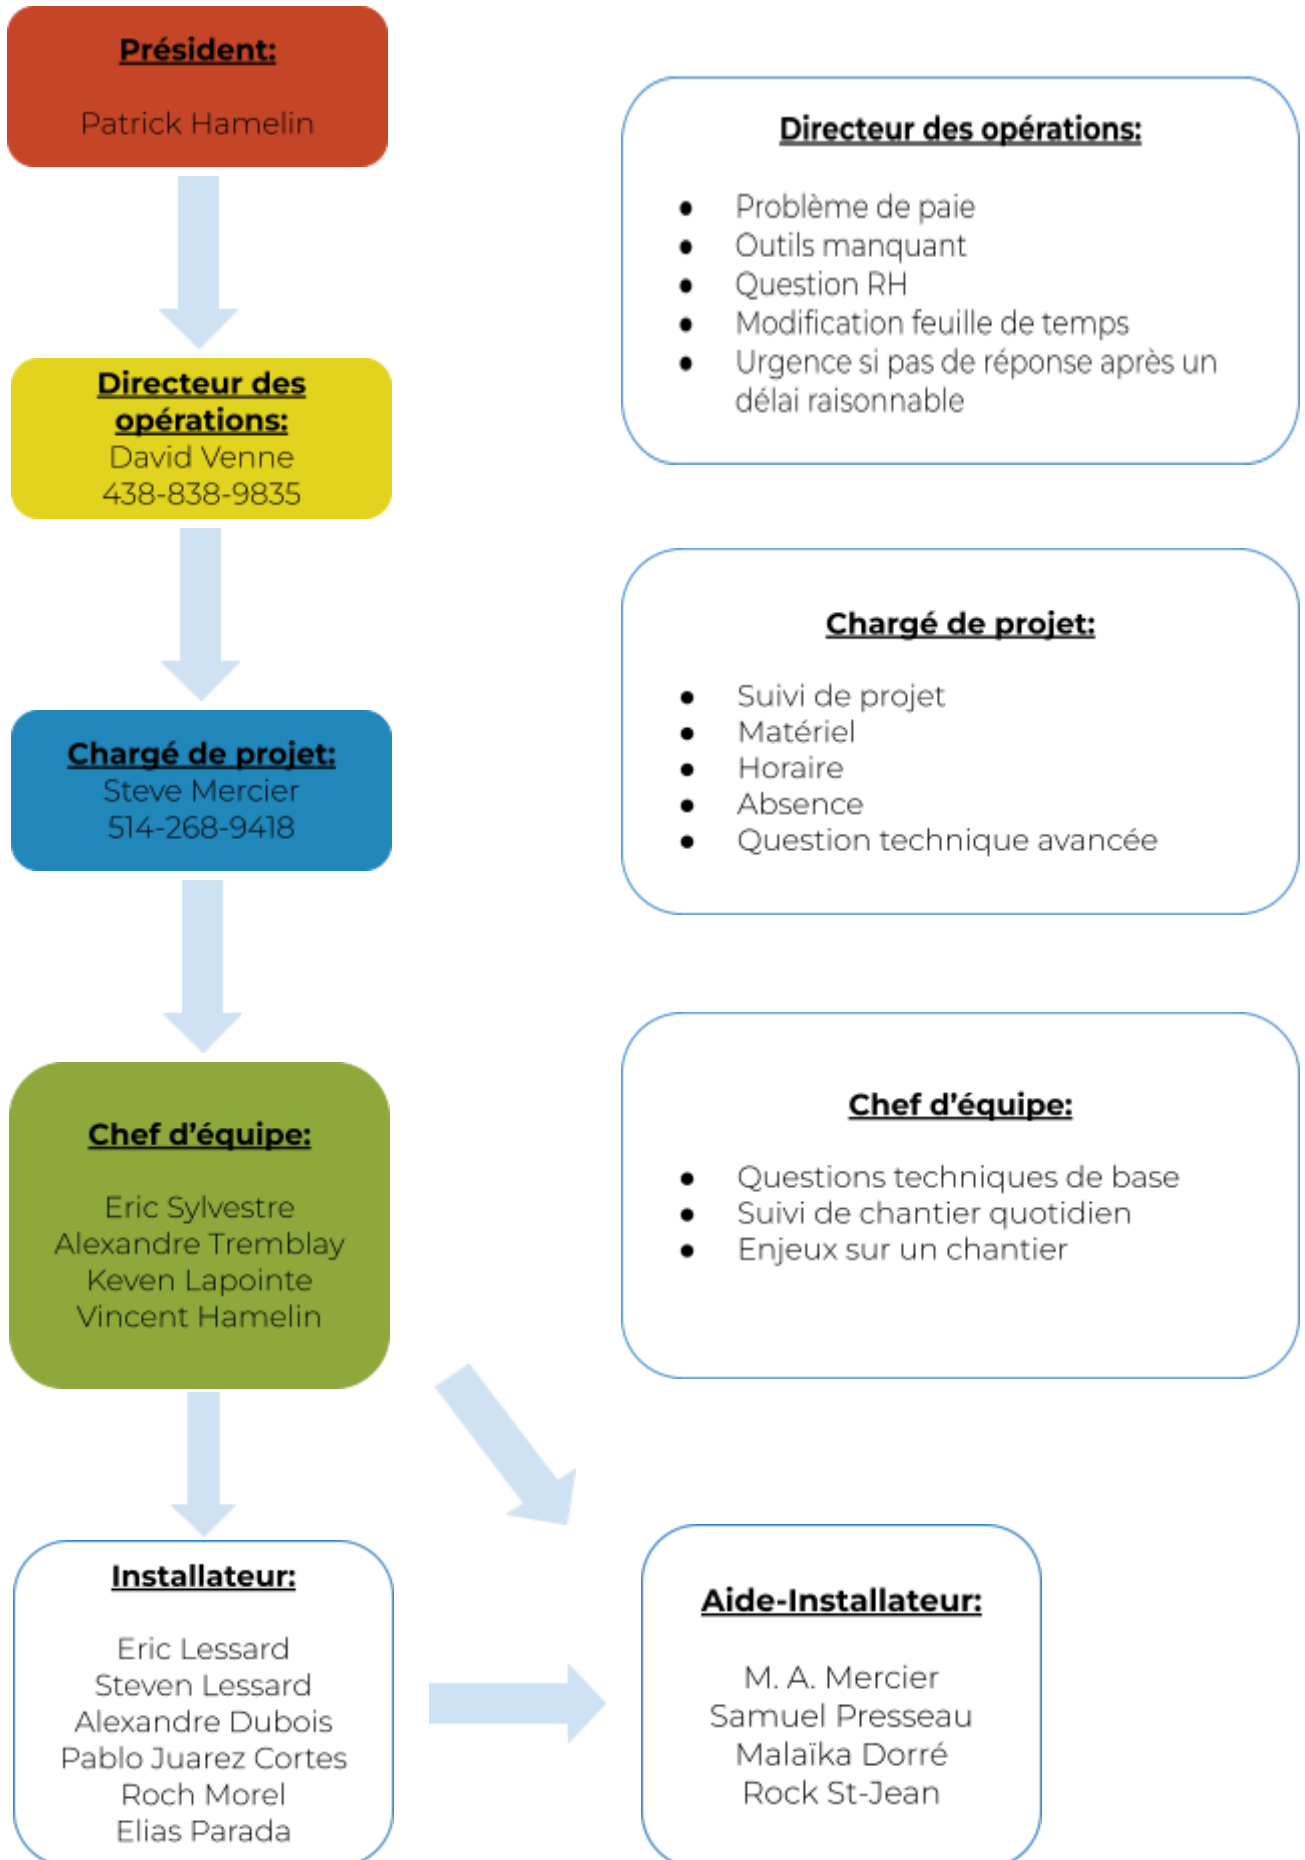 Président:
Patrick Hamelin
Directeur des opérations:
● Problème de paie
● Outils manquant
● Question RH
● Modification feuille de temps
● Urgence si pas de réponse après un
délai raisonnable
Directeur des
opérations:
David Venne
438-838-9835
Chargé de projet:
● Suivi de projet
● Matériel
● Horaire
● Absence
● Question technique avancée
Chargé de projet:
Steve Mercier
514-268-9418
Chef d'équipe:
● Questions techniques de base
● Suivi de chantier quotidien
● Enjeux sur un chantier
Chef d'équipe:
Eric Sylvestre
Alexandre Tremblay
Keven Lapointe
Vincent Hamelin
Installateur:
Eric Lessard
Steven Lessard
Alexandre Dubois
Pablo Juarez Cortes
Roch Morel
Elias Parada
Aide-Installateur:
M. A. Mercier
Samuel Presseau
Malaïka Dorré
Rock St-Jean